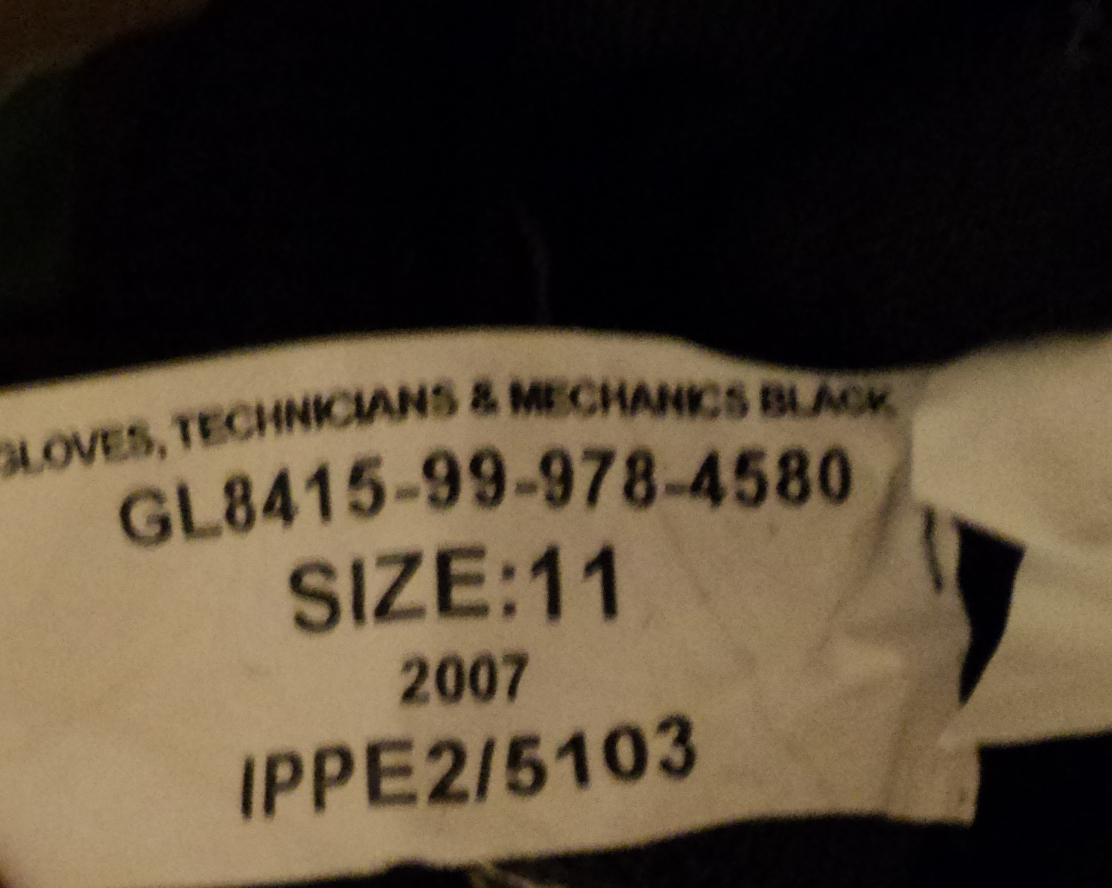 GLOVES, TECHNICIANS & MECHANICS BLACK
GL8415-99-978-4580
SIZE:11
2007
IPPE2/5103